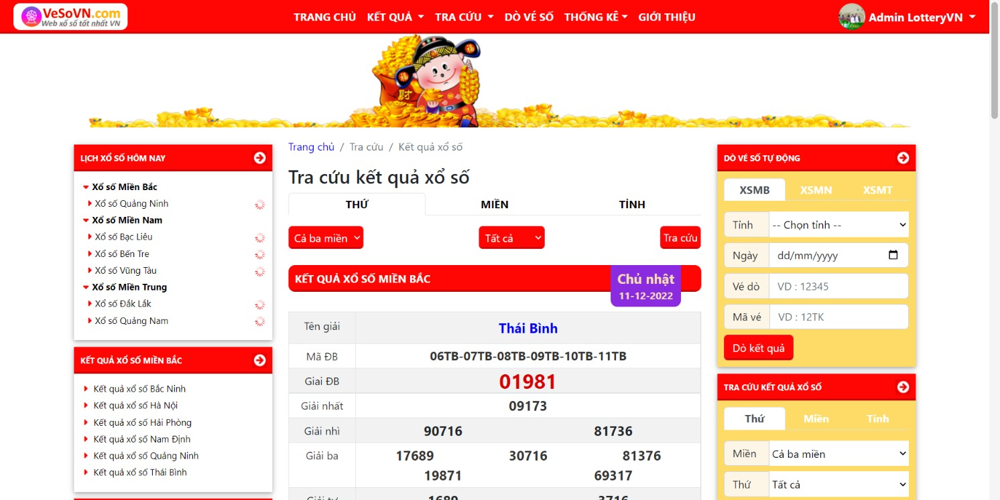 VeSoVN.com
Web xổ số tốt nhất VN
TRANG CHỦ KẾT QUẢ TRA CỨU DÒ VÉ SỐ THỐNG KÊ GIỚI THIỆU
Admin LotteryVN
財
LỊCH XỔ SỐ HÔM NAY
Xổ số Miền Bắc
Xổ số Quảng Ninh
Xổ số Miền Nam
Xổ số Bạc Liêu
Xổ số Bến Tre
Xổ số Vũng Tàu
Xổ số Miền Trung
Xổ số Đắk Lắk
Xổ số Quảng Nam
KẾT QUẢ XỔ SỐ MIỀN BẮC
Kết quả xổ số Bắc Ninh
Kết quả xổ số Hà Nội
Kết quả xổ số Hải Phòng
Kết quả xổ số Nam Định
Kết quả xổ số Quảng Ninh
Kết quả xổ số Thái Bình
Trang chủ / Tra cứu / Kết quả xổ số
Tra cứu kết quả xổ số
THỨ MIỀN TỈNH
Cả ba miền Tất cả Tra cứu
KẾT QUẢ XỔ SỐ MIỀN BẮC
Chủ nhật
11-12-2022
Tên giải Thái Bình
Mã ĐB 06TB-07TB-08TB-09TB-10TB-11TB
Giai ĐB 01981
Giải nhất 09173
Giải nhì 90716 81736
Giải ba 17689 30716 81376
19871 69317
Giải tư 1689 3716
DÒ VÉ SỐ TỰ ĐỘNG
XSMB XSMN XSMT
Tỉnh -- Chọn tỉnh --
Ngày dd/mm/yyyy
Vé dò VD : 12345
Mã vé VD : 12TK
Dò kết quả
TRA CỨU KẾT QUẢ XỔ SỐ
Thứ Miền Tỉnh
Miền Cả ba miền
Thứ Tất cả